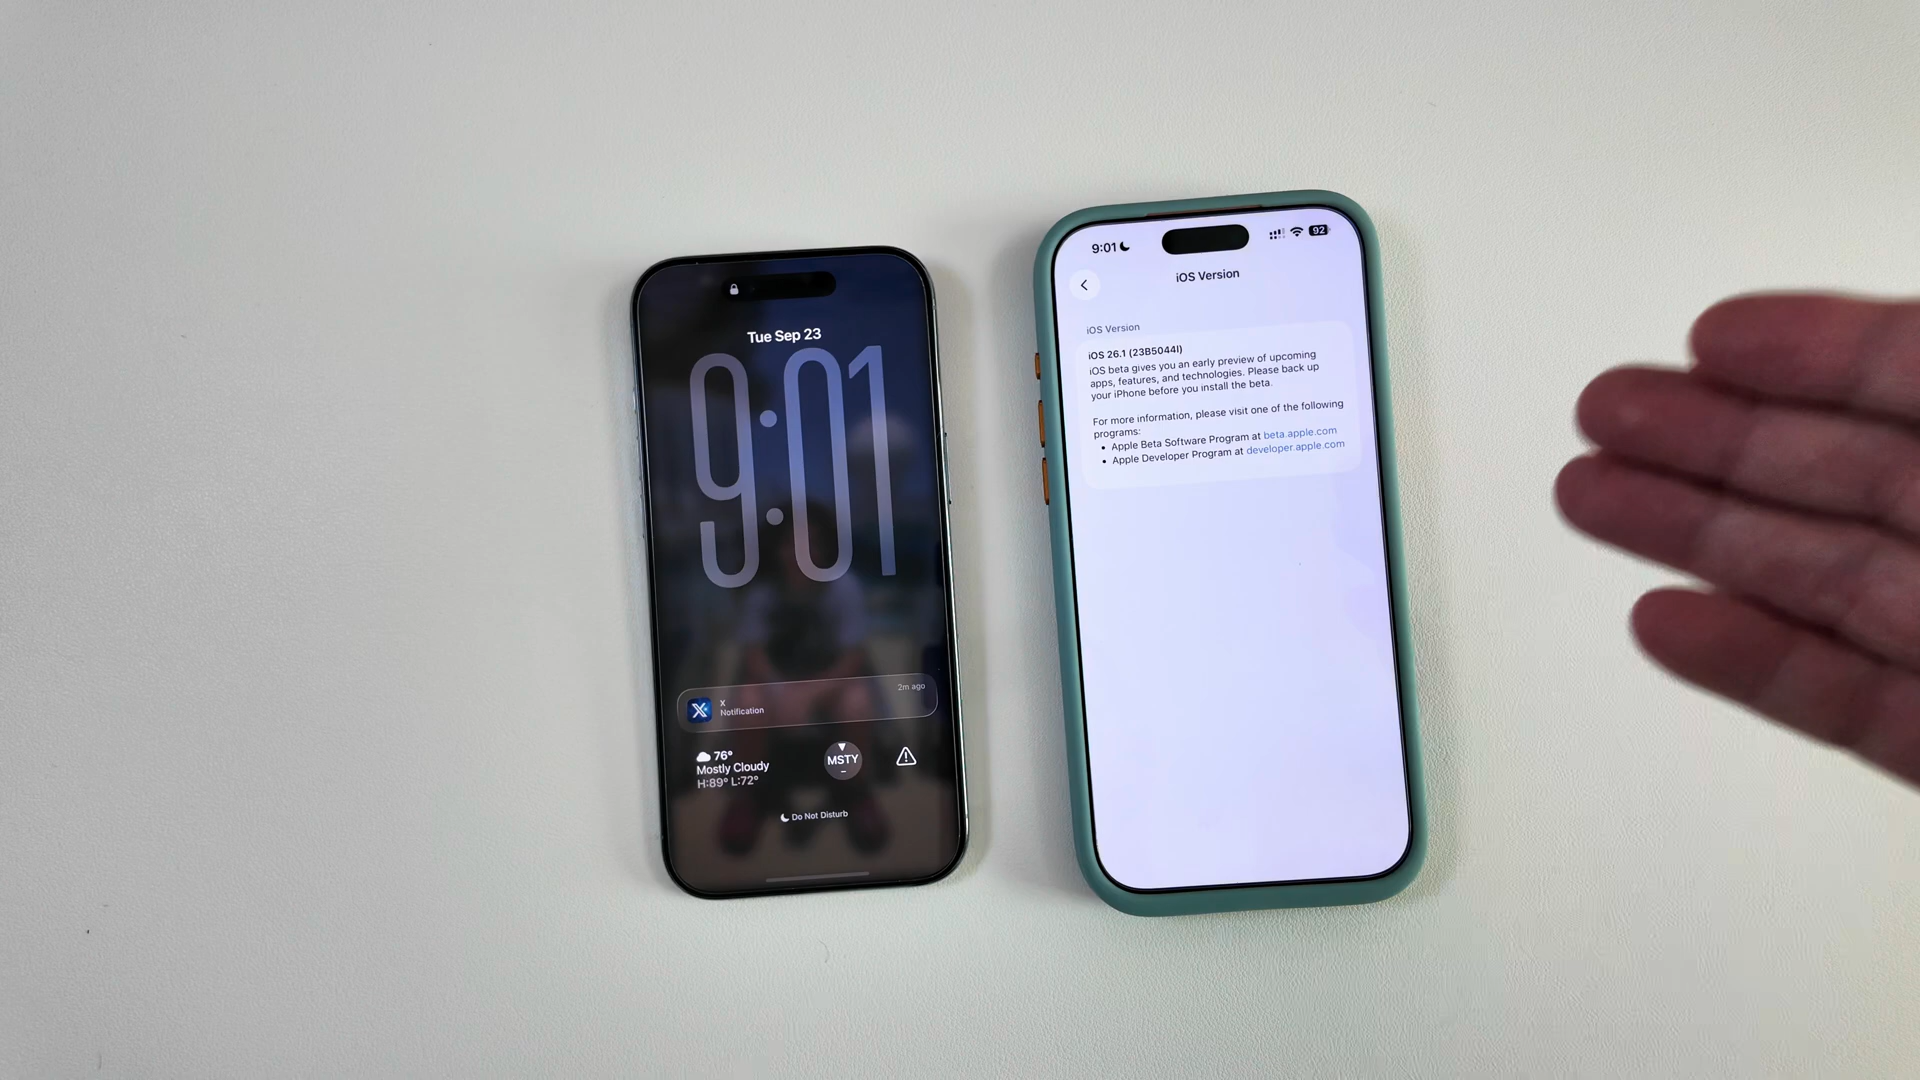 Tue Sep 23
9:01
2m ago
X
Notification
76°
Mostly Cloudy
H:89° L:72°
MSTY
--
Do Not Disturb
9:01
92
iOS Version
iOS Version
iOS 26.1 (23B5044l)
iOS beta gives you an early preview of upcoming
apps, features, and technologies. Please back up
your iPhone before you install the beta.
For more information, please visit one of the following
programs:
• Apple Beta Software Program at beta.apple.com
• Apple Developer Program at developer.apple.com